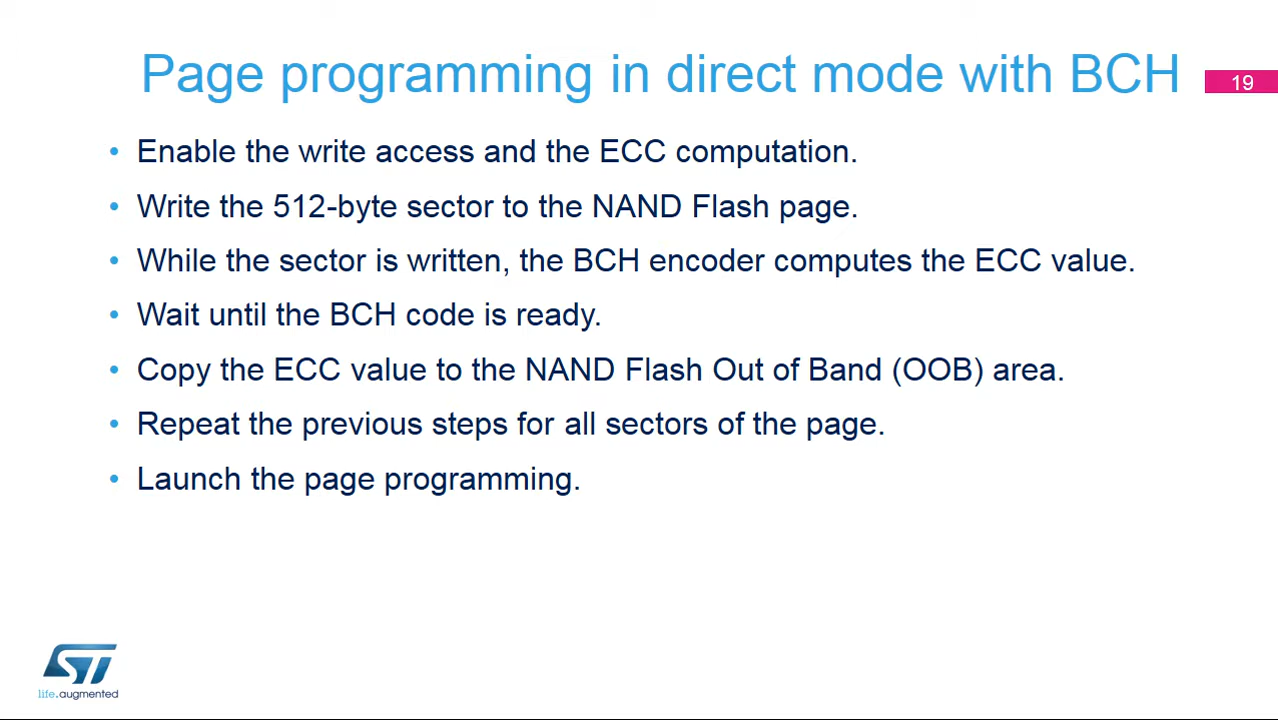 Page programming in direct mode with BCH
19
• Enable the write access and the ECC computation.
• Write the 512-byte sector to the NAND Flash page.
• While the sector is written, the BCH encoder computes the ECC value.
• Wait until the BCH code is ready.
• Copy the ECC value to the NAND Flash Out of Band (OOB) area.
• Repeat the previous steps for all sectors of the page.
• Launch the page programming.
ST
life.augmented